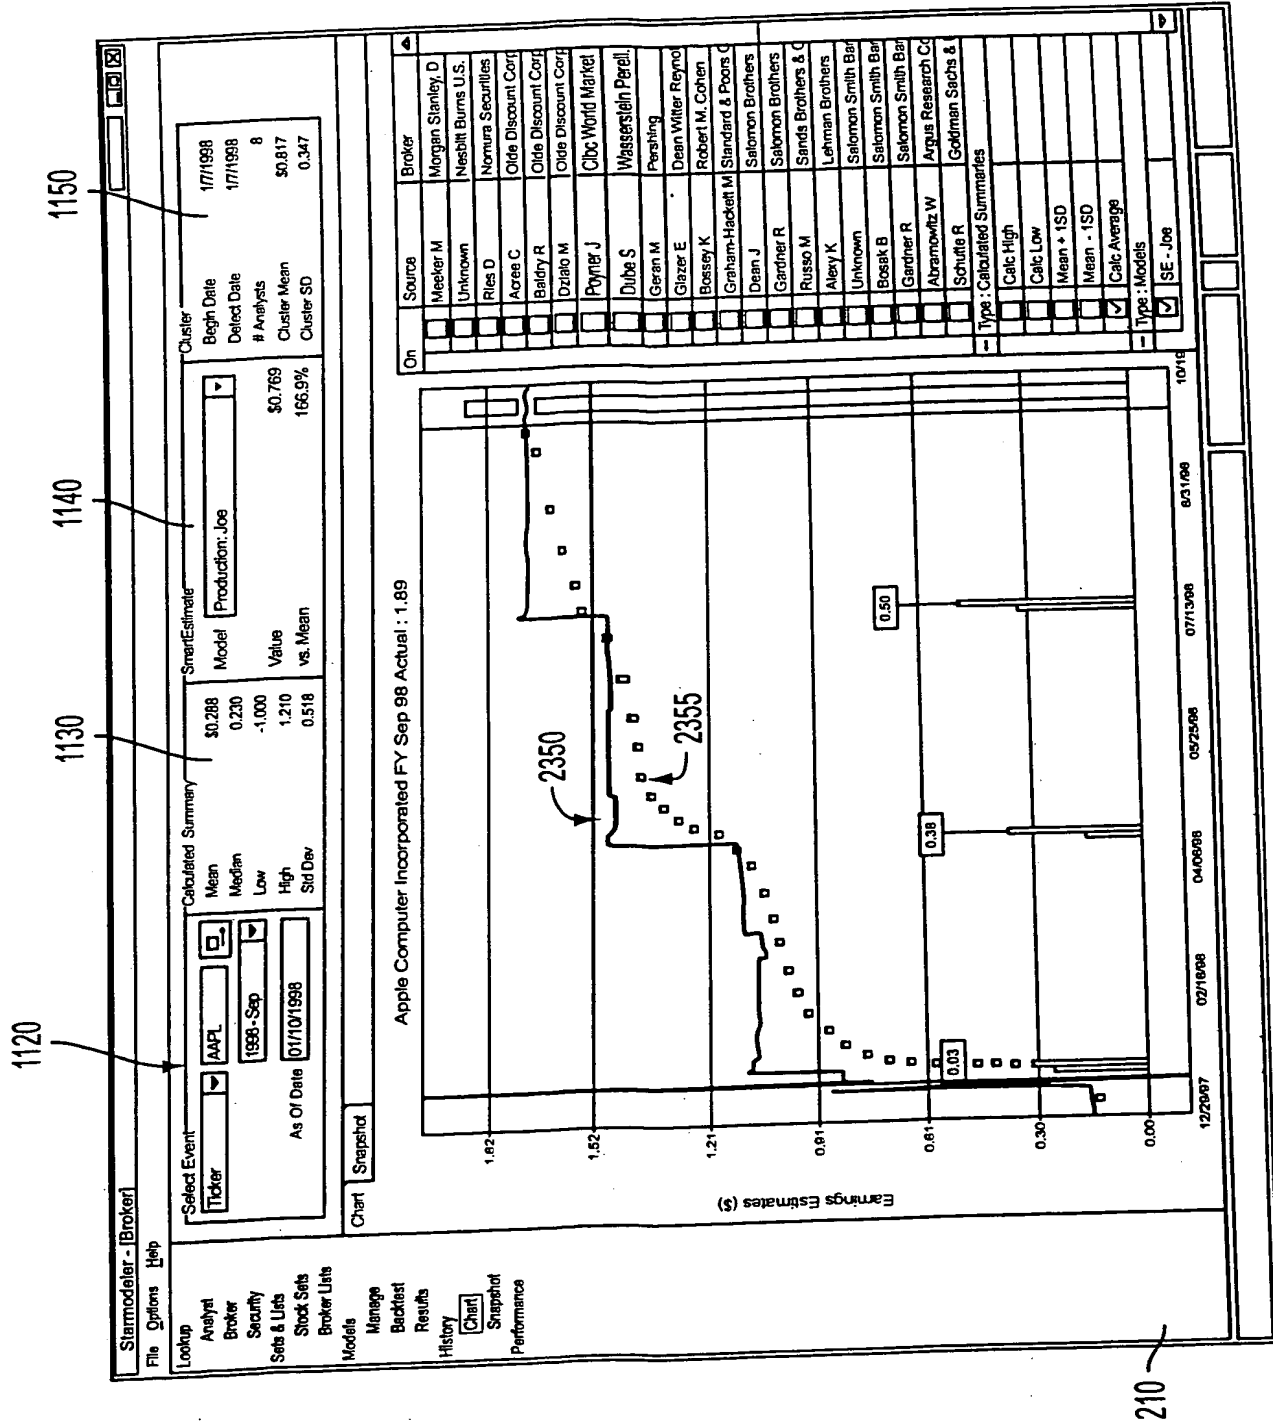 1120
1130
1140
1150
Starmodeler - [Broker]
File Options Help
Lookup
Analyst
Broker
Security
Sets & Lists
Stock Sets
Broker Lists
Models
Manage
Backtest
Results
History
Chart
Snapshot
Performance
Select Event
Ticker
AAPL
1998-Sep
As Of Date 01/10/1998
Calculated Summary
Mean $0.288
Median 0.230
Low -1.000
High 1.210
Std Dev 0.518
SmartEstimate
Model Production: Joe
Value $0.769
vs. Mean 166.9%
Cluster
Begin Date 1/7/1998
Detect Date 1/7/1998
# Analysts 8
Cluster Mean $0.817
Cluster SD 0.347
Chart Snapshot
Apple Computer Incorporated FY Sep 98 Actual : 1.89
Earnings Estimates ($)
1.82
1.52
1.21
0.91
0.61
0.30
0.00
2350
2355
0.03
0.38
0.50
12/29/97 02/16/98 04/06/98 05/25/98 07/13/98 8/31/98 10/19
On Source Broker
Meeker M Morgan Stanley, D
Unknown Nesbitt Burns U.S.
Ries D Nomura Securities
Acree C Olde Discount Corp
Baldry R Olde Discount Corp
Dzialo M Olde Discount Corp
Poyner J Cibc World Market
Dube S Wasserstein Perell.
Geran M Pershing
Glazer E Dean Witter Reynol
Bossey K Robert M. Cohen
Graham-Hackett M Standard & Poors C
Dean J Salomon Brothers
Gardner R Salomon Brothers
Russo M Sands Brothers & C
Alexy K Lehman Brothers
Unknown Salomon Smith Bar
Bosak B Salomon Smith Bar
Gardner R Salomon Smith Bar
Abramowitz W Argus Research Co
Schutte R Goldman Sachs &
- Type : Calculated Summaries
Calc High
Calc Low
Mean + 1SD
Mean - 1SD
Calc Average
- Type : Models
SE - Joe
210